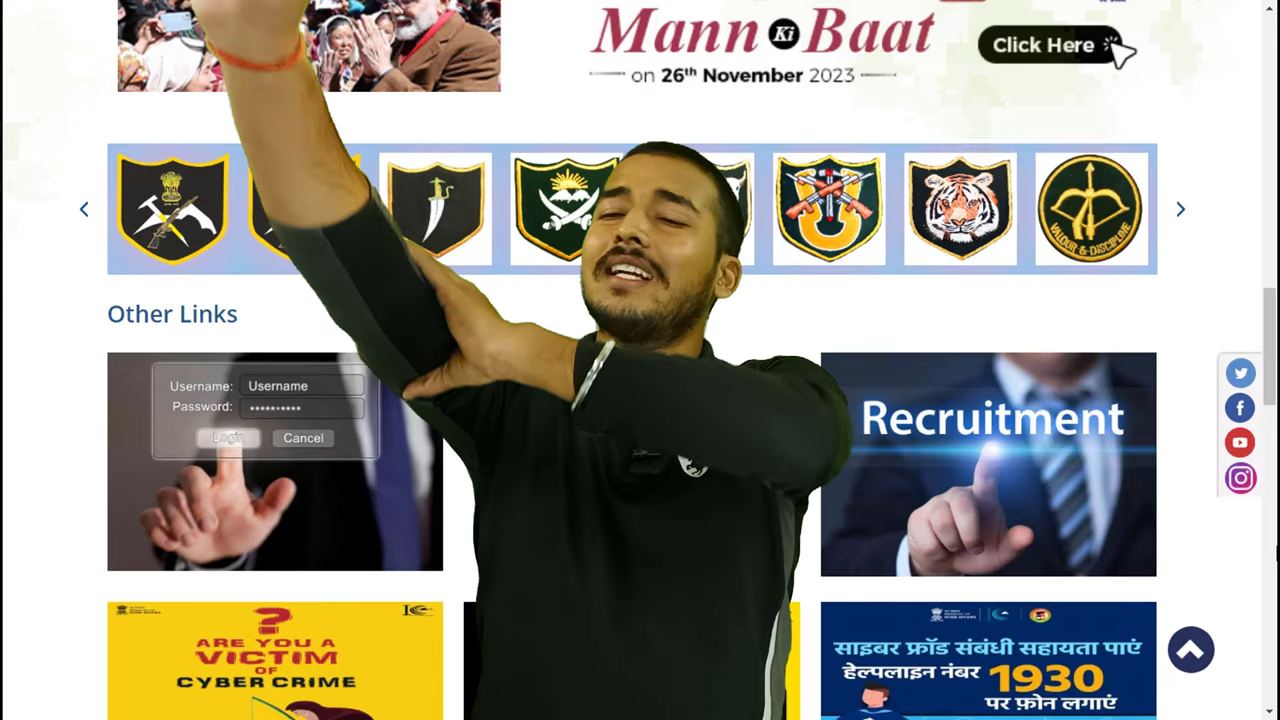 Mann Ki Baat
Click Here
on 26th November 2023
VALOUR & DISCIPLINE
Other Links
Username: Username
Password: **********
Login Cancel
Recruitment
ARE YOU A
VICTIM
OF
CYBER CRIME
?
साइबर फ्रॉड संबंधी सहायता पाएं
हेल्पलाइन नंबर 1930
पर फ़ोन लगाएं